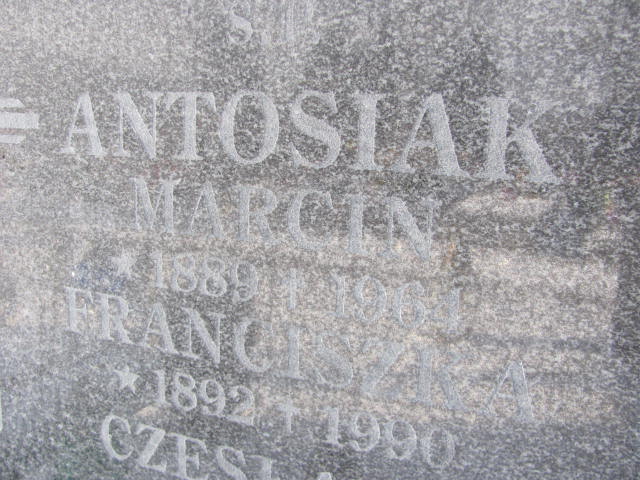 Ś.P.
ANTOSIAK
MARCIN
★ 1889 † 1964
FRANCISZKA
★ 1892 † 1990